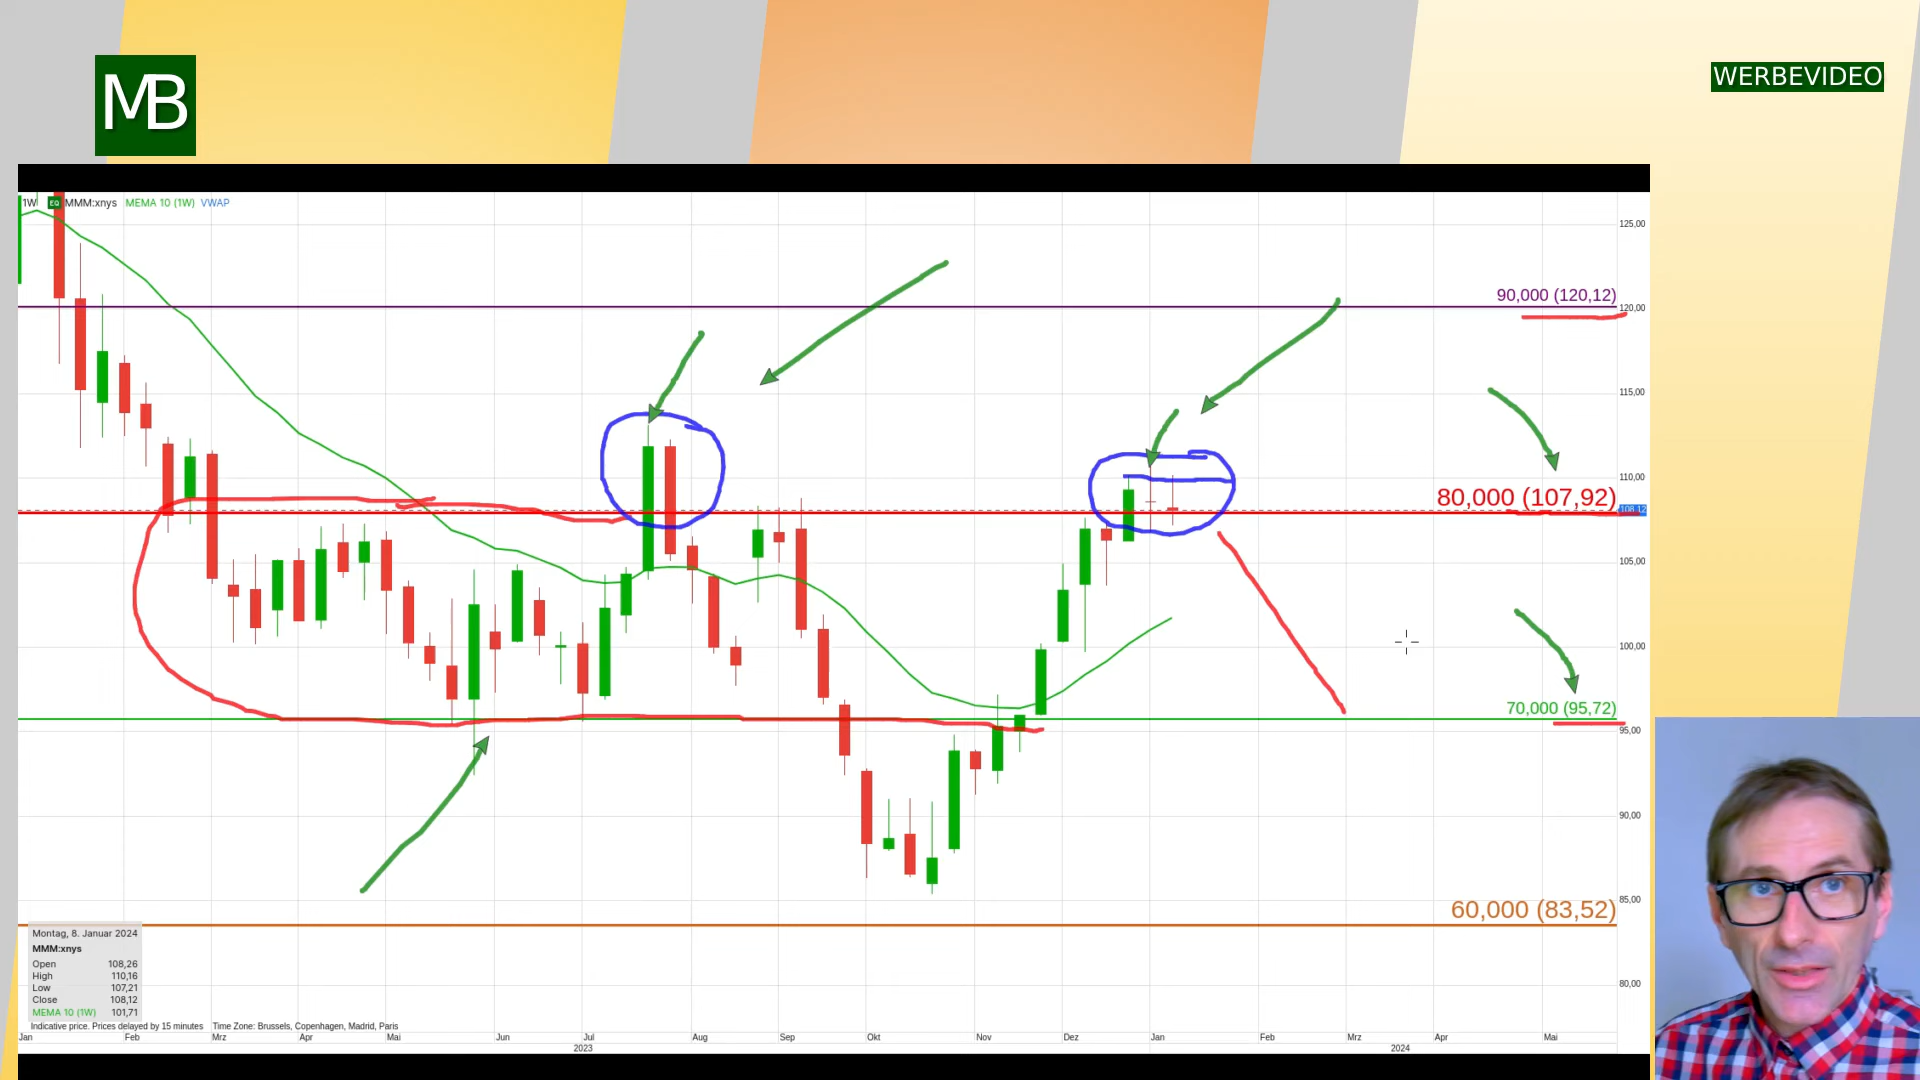 MB
WERBEVIDEO
1W EQ MMM:xnys MEMA 10 (1W) VWAP
125,00
90,000 (120,12)
120,00
115,00
110,00
80,000 (107,92)
108,12
105,00
100,00
70,000 (95,72)
95,00
90,00
85,00
60,000 (83,52)
80,00
Montag, 8. Januar 2024
MMM:xnys
Open 108,26
High 110,16
Low 107,21
Close 108,12
MEMA 10 (1W) 101,71
Indicative price. Prices delayed by 15 minutes Time Zone: Brussels, Copenhagen, Madrid, Paris
Jan Feb Mrz Apr Mai Jun Jul Aug Sep Okt Nov Dez Jan Feb Mrz Apr Mai
2023 2024